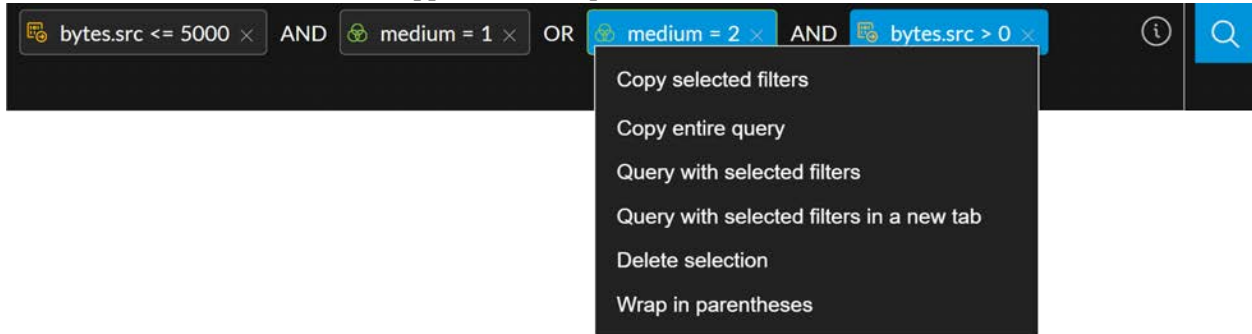 bytes.src <= 5000 × AND medium = 1 × OR medium = 2 × AND bytes.src > 0 ×
Copy selected filters
Copy entire query
Query with selected filters
Query with selected filters in a new tab
Delete selection
Wrap in parentheses